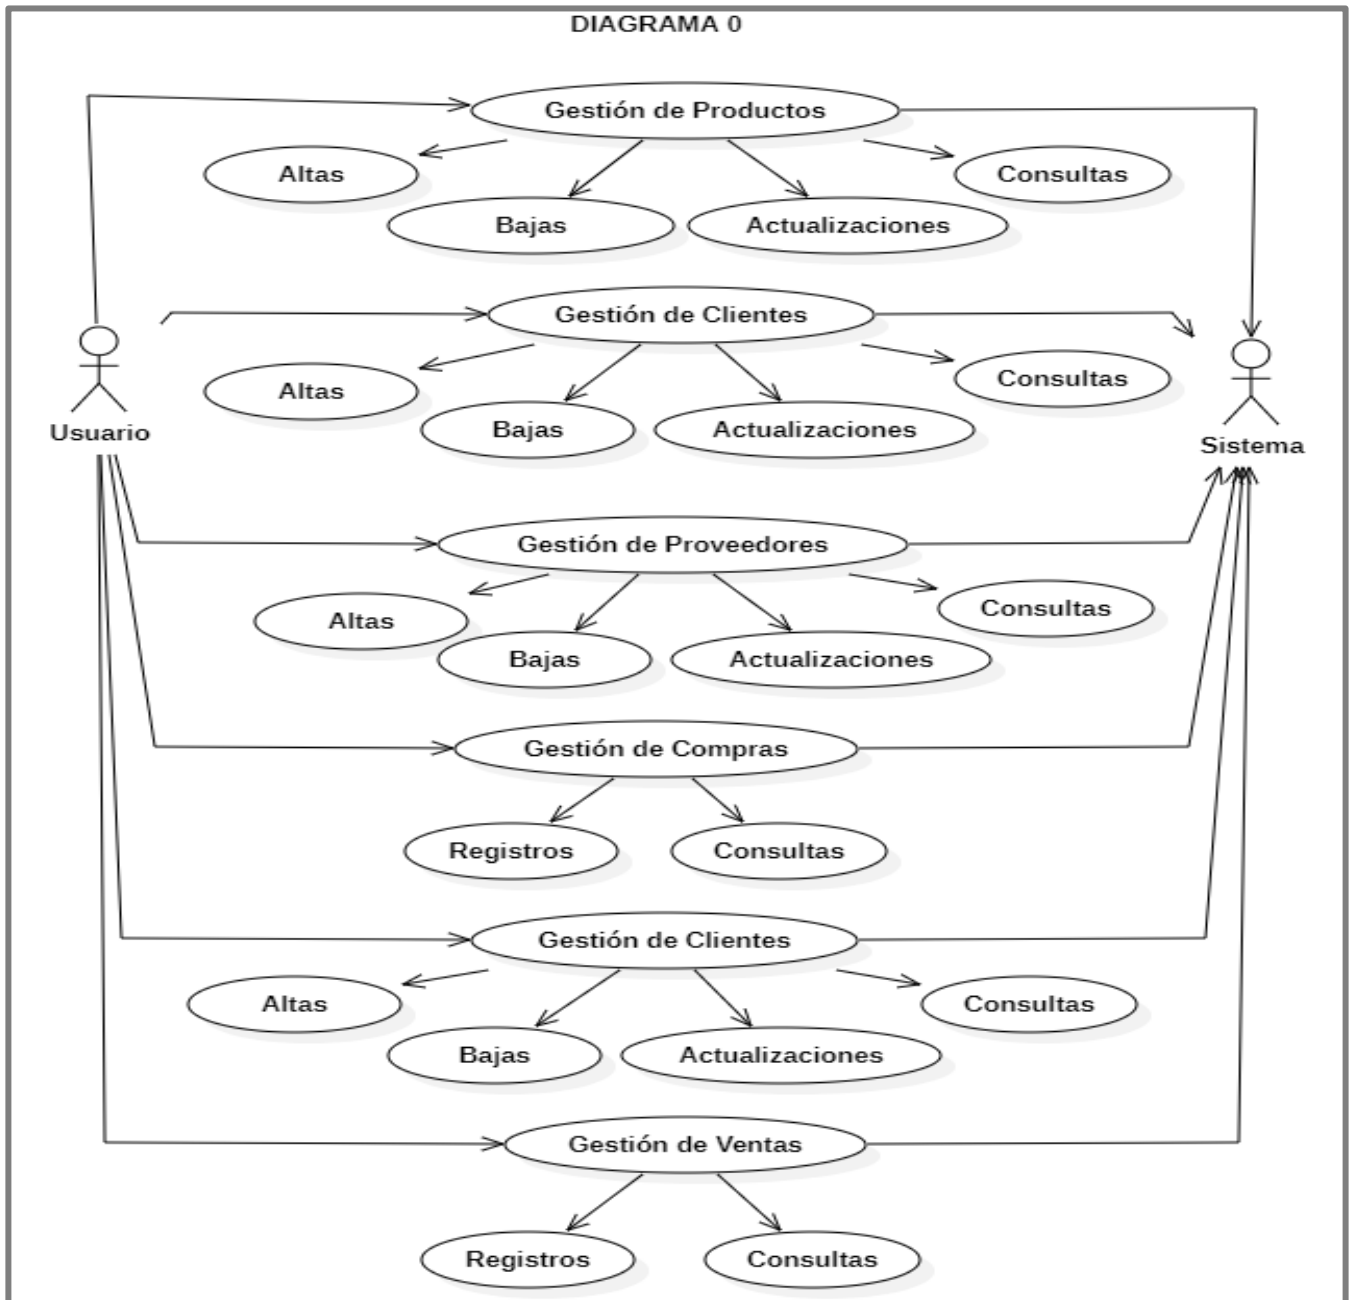 DIAGRAMA 0
Gestión de Productos
Altas
Consultas
Bajas
Actualizaciones
Gestión de Clientes
Altas
Consultas
Bajas
Actualizaciones
Usuario
Sistema
Gestión de Proveedores
Altas
Consultas
Bajas
Actualizaciones
Gestión de Compras
Registros
Consultas
Gestión de Clientes
Altas
Consultas
Bajas
Actualizaciones
Gestión de Ventas
Registros
Consultas